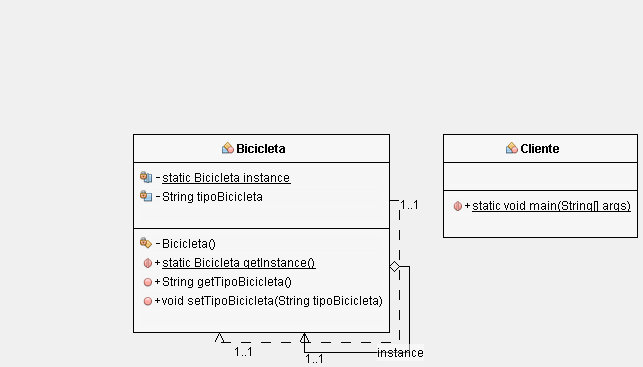 Bicicleta
- static Bicicleta instance
- String tipoBicicleta
- Bicicleta()
+ static Bicicleta getInstance()
+ String getTipoBicicleta()
+ void setTipoBicicleta(String tipoBicicleta)
Cliente
+ static void main(String[] args)
1..1
1..1
1..1
instance